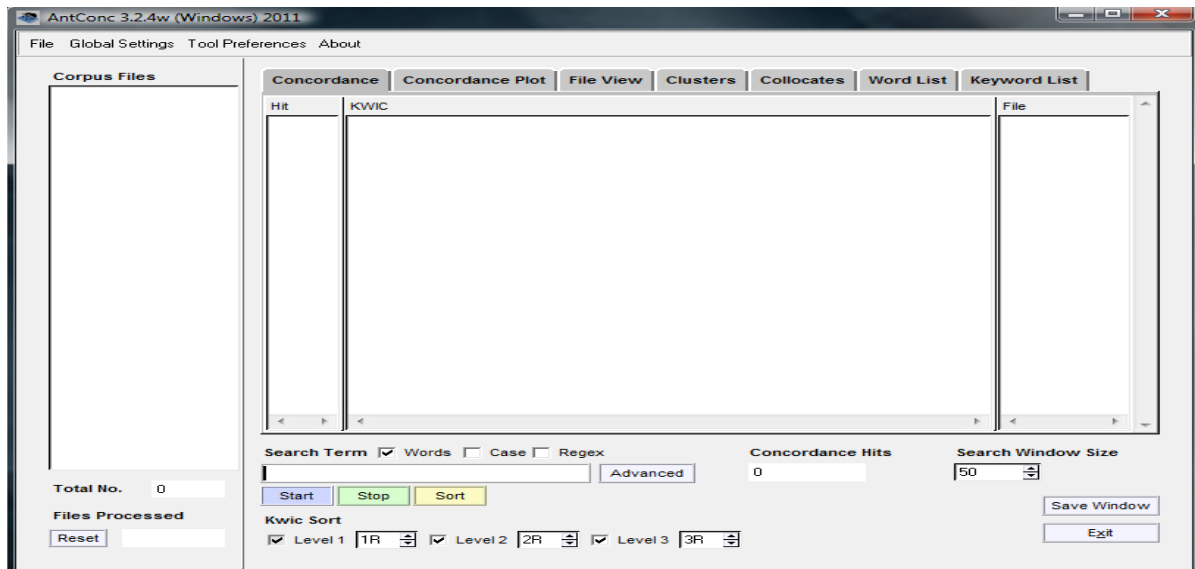 AntConc 3.2.4w (Windows) 2011
File Global Settings Tool Preferences About
Corpus Files
Concordance Concordance Plot File View Clusters Collocates Word List Keyword List
Hit KWIC File
Search Term Words Case Regex Concordance Hits Search Window Size
Advanced 0 50
Total No. 0
Start Stop Sort
Save Window
Files Processed
Kwic Sort
Reset Level 1 1R Level 2 2R Level 3 3R Exit